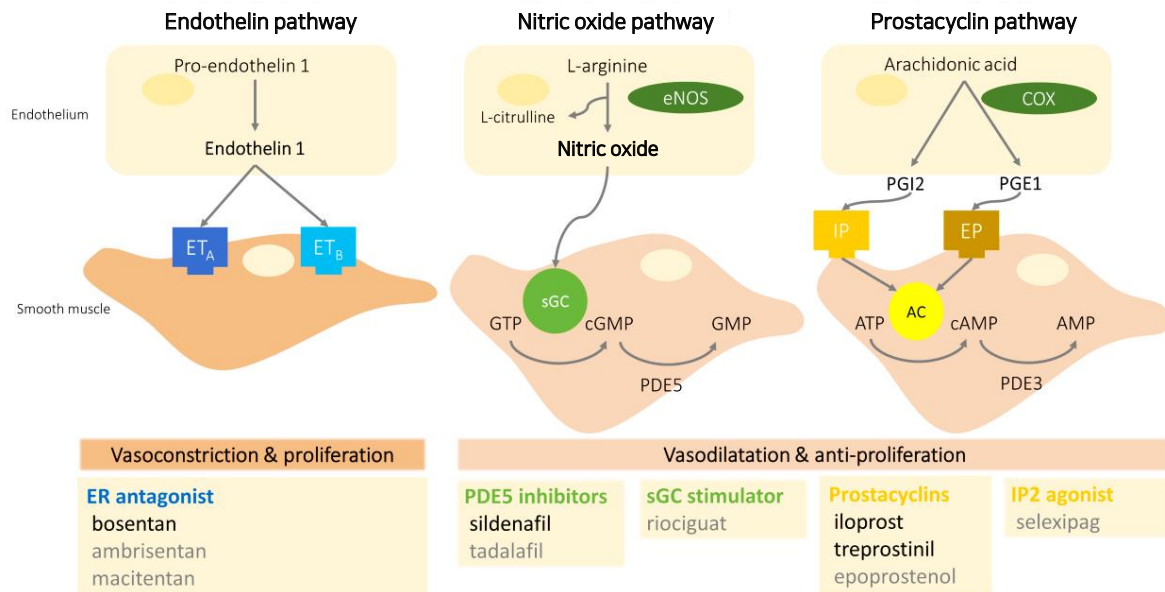 Endothelin pathway
Nitric oxide pathway
Prostacyclin pathway
Endothelium
Pro-endothelin 1
Endothelin 1
L-arginine
eNOS
L-citrulline
Nitric oxide
Arachidonic acid
COX
PGI2
PGE1
Smooth muscle
ETA
ETB
sGC
GTP
cGMP
GMP
PDE5
IP
EP
AC
ATP
cAMP
AMP
PDE3
Vasoconstriction & proliferation
Vasodilatation & anti-proliferation
ER antagonist
bosentan
ambrisentan
macitentan
PDE5 inhibitors
sildenafil
tadalafil
sGC stimulator
riociguat
Prostacyclins
iloprost
treprostinil
epoprostenol
IP2 agonist
selexipag